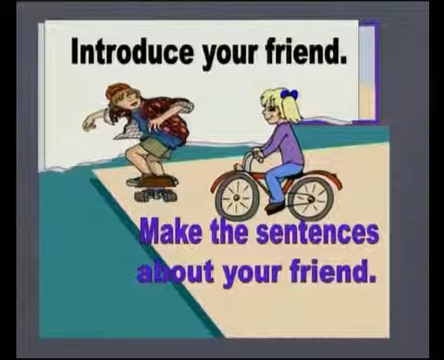 Introduce your friend.
Make the sentences
about your friend.